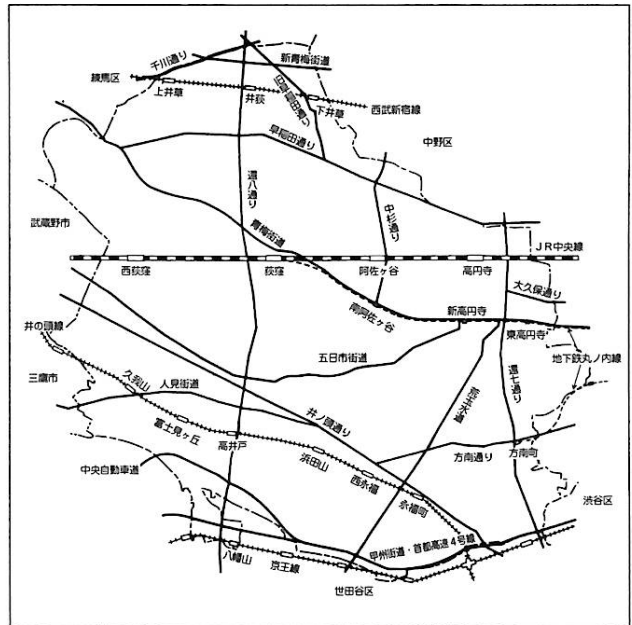 千川通り
新青梅街道
練馬区
上井草
井荻
旧早稲田通り
下井草
西武新宿線
早稲田通り
中野区
環八通り
中杉通り
武蔵野市
青梅街道
JR中央線
西荻窪
荻窪
阿佐ヶ谷
高円寺
大久保通り
南阿佐ヶ谷
新高円寺
東高円寺
井の頭線
五日市街道
地下鉄丸ノ内線
三鷹市
久我山
人見街道
環七通り
荒玉水道
井ノ頭通り
富士見ヶ丘
高井戸
浜田山
方南通り
方南町
中央自動車道
西永福
永福町
渋谷区
甲州街道・首都高速4号線
八幡山
京王線
世田谷区